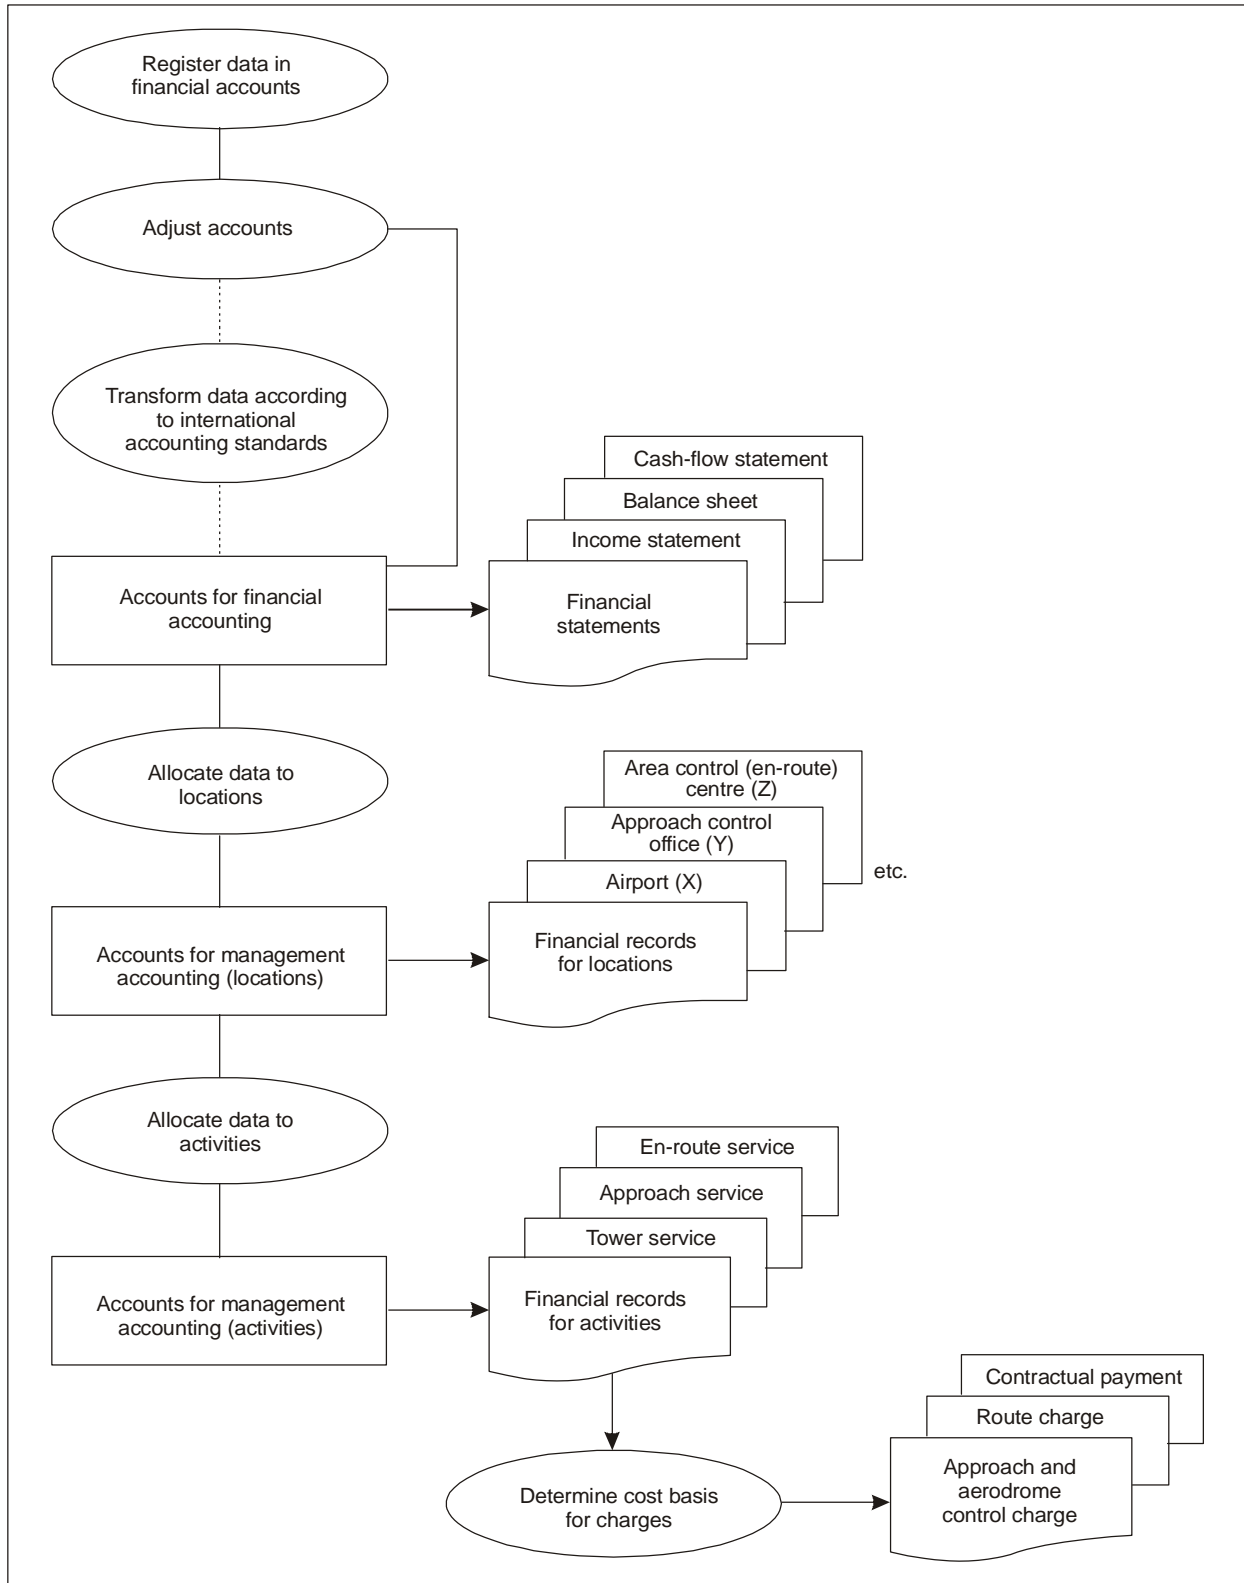 Register data in
financial accounts
Adjust accounts
Transform data according
to international
accounting standards
Cash-flow statement
Balance sheet
Income statement
Accounts for financial
accounting
Financial
statements
Allocate data to
locations
Area control (en-route)
centre (Z)
Approach control
office (Y)
etc.
Airport (X)
Accounts for management
accounting (locations)
Financial records
for locations
Allocate data to
activities
En-route service
Approach service
Tower service
Accounts for management
accounting (activities)
Financial records
for activities
Contractual payment
Route charge
Determine cost basis
for charges
Approach and
aerodrome
control charge